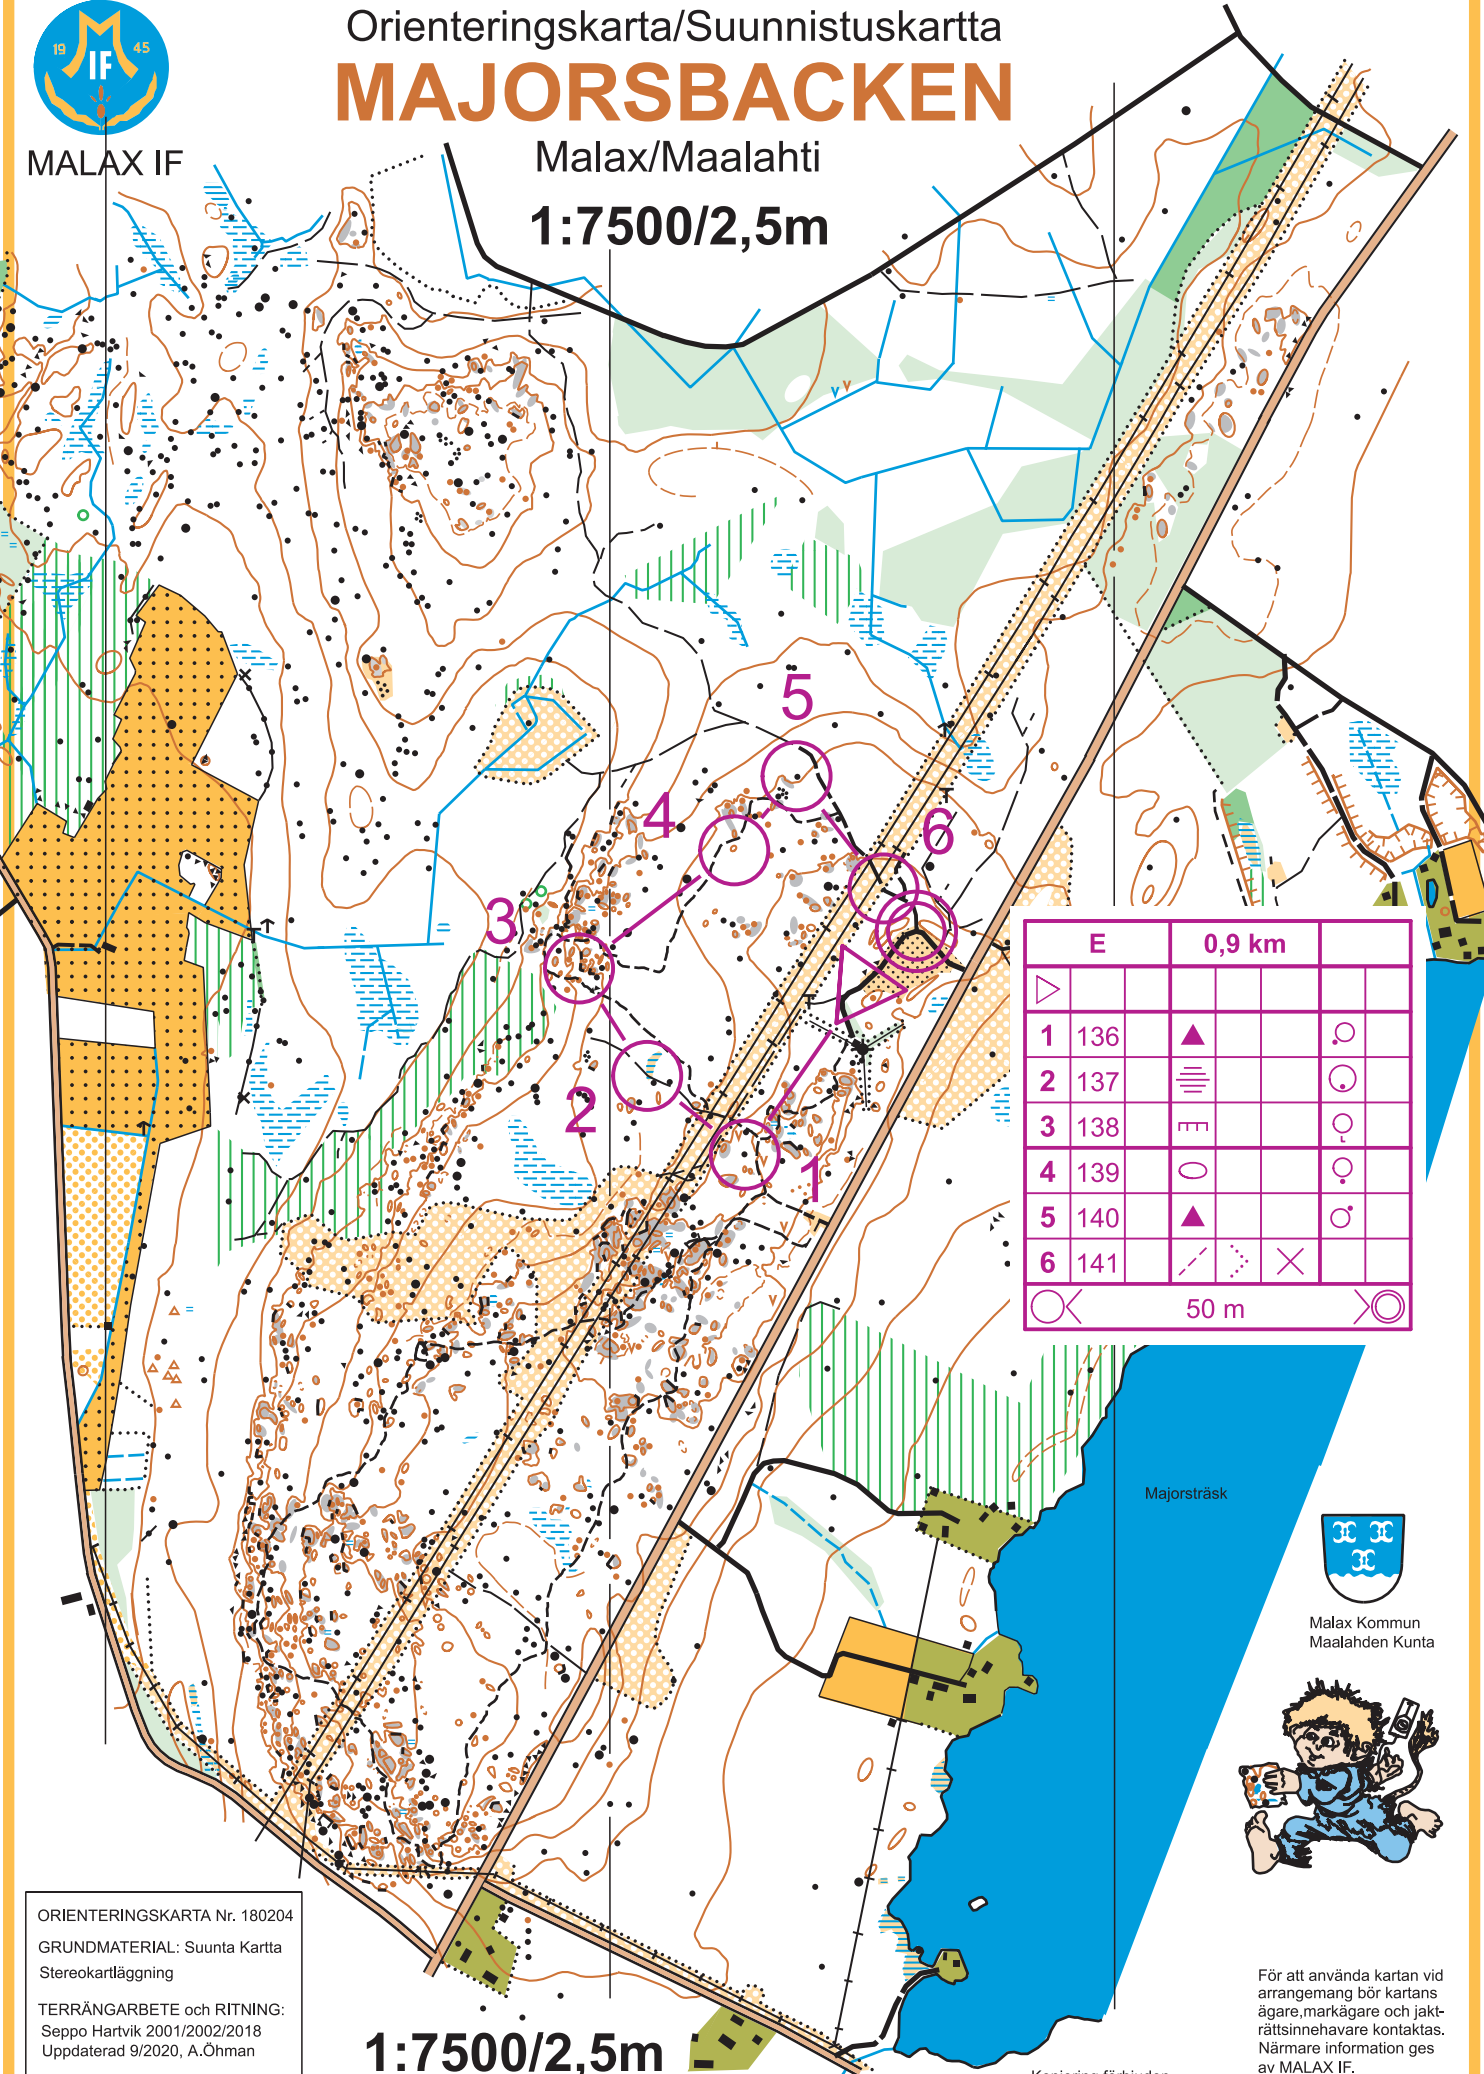 Orienteringskarta/Suunnistuskartta
MAJORSBACKEN
Malax/Maalahti
1:7500/2,5m
19 45
IF
MALAX IF
5
4
6
3
2
1
E 0,9 km
1 136
2 137
3 138
4 139
5 140
6 141
50 m
Majorsträsk
Malax Kommun
Maalahden Kunta
ORIENTERINGSKARTA Nr. 180204
GRUNDMATERIAL: Suunta Kartta
Stereokartläggning
TERRÄNGARBETE och RITNING:
Seppo Hartvik 2001/2002/2018
Uppdaterad 9/2020, A.Öhman
1:7500/2,5m
För att använda kartan vid
arrangemang bör kartans
ägare,markägare och jakt-
rättsinnehavare kontaktas.
Närmare information ges
av MALAX IF.